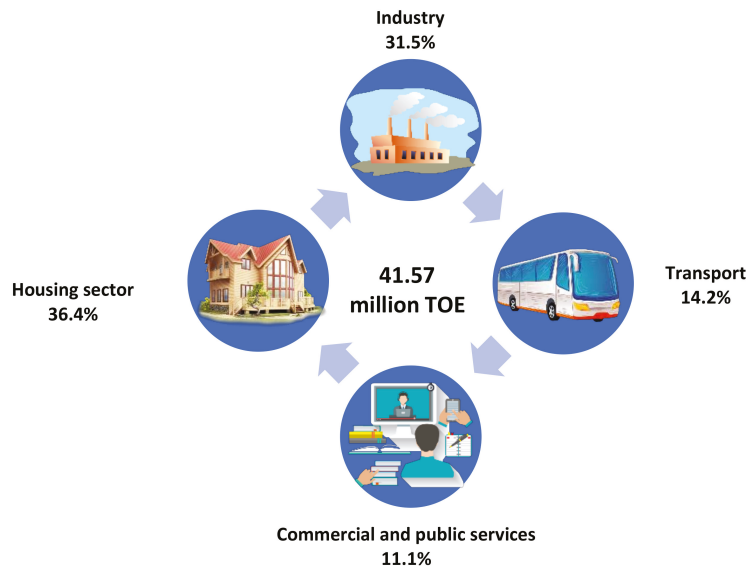 Industry
31.5%
Housing sector
36.4%
41.57
million TOE
Transport
14.2%
Commercial and public services
11.1%